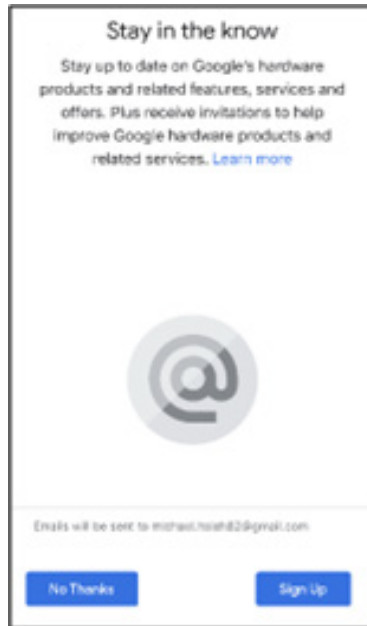 Stay in the know
Stay up to date on Google's hardware
products and related features, services and
offers. Plus receive invitations to help
improve Google hardware products and
related services. Learn more
@
Emails will be sent to
No Thanks
Sign Up